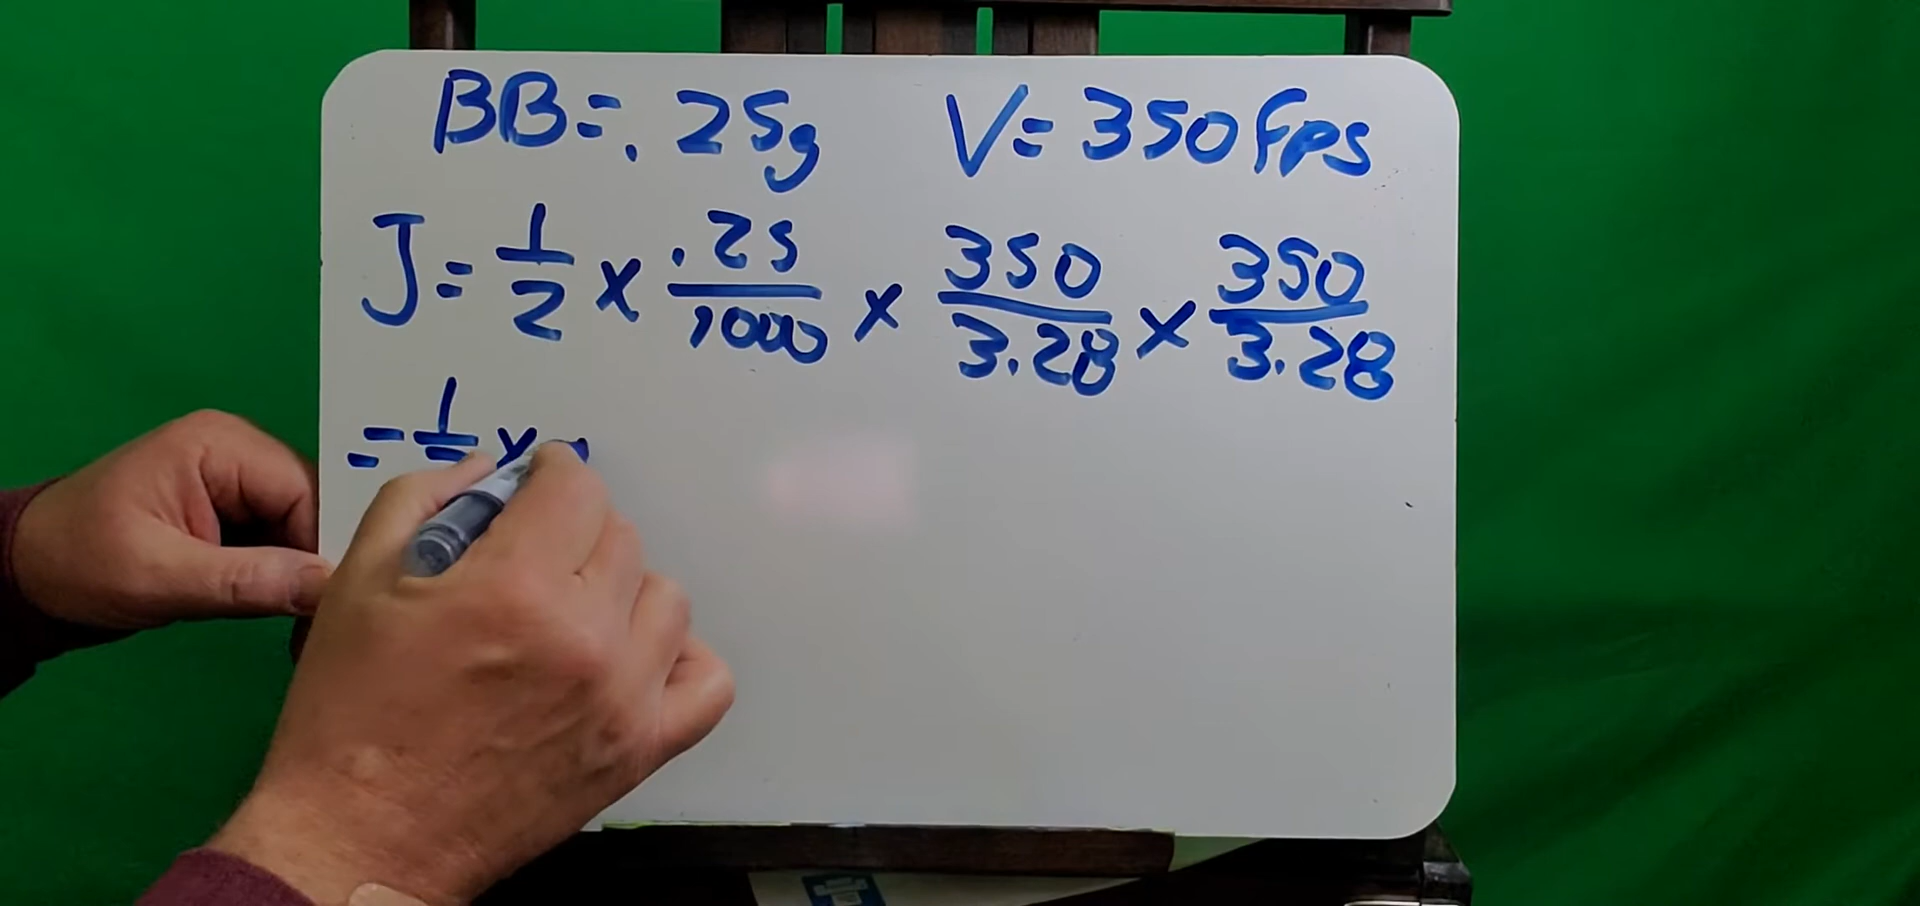 BB=.25g V=350fps
J=1/2 x .25/1000 x 350/3.28 x 350/3.28
=1/2 x